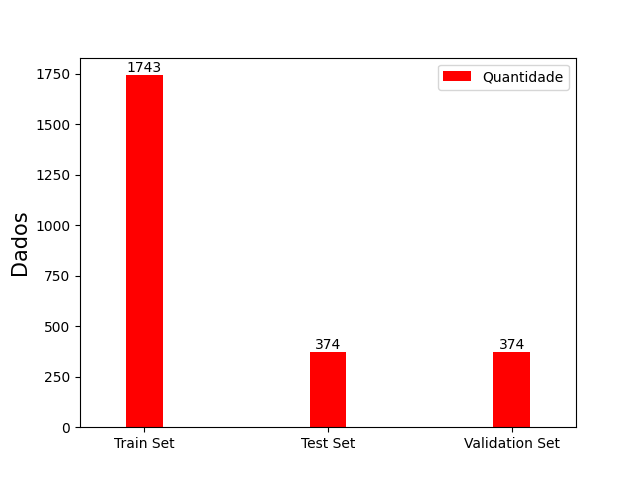 1743
1750
Quantidade
1500
1250
1000
750
500
250
0
Dados
374
374
Train Set
Test Set
Validation Set